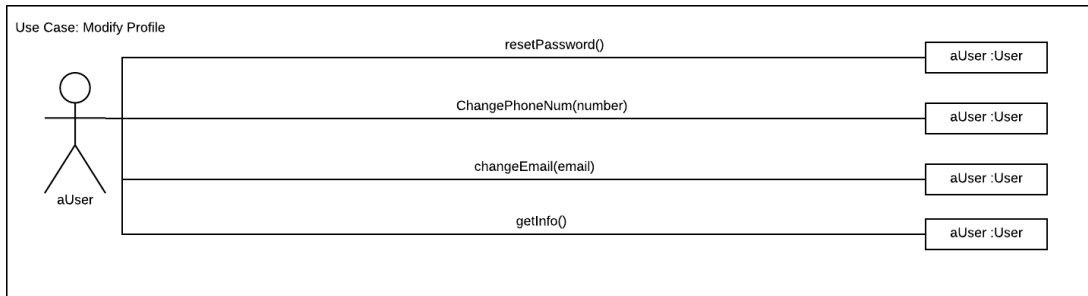 Use Case: Modify Profile
resetPassword()
aUser :User
ChangePhoneNum(number)
aUser :User
changeEmail(email)
aUser :User
aUser
getInfo()
aUser :User